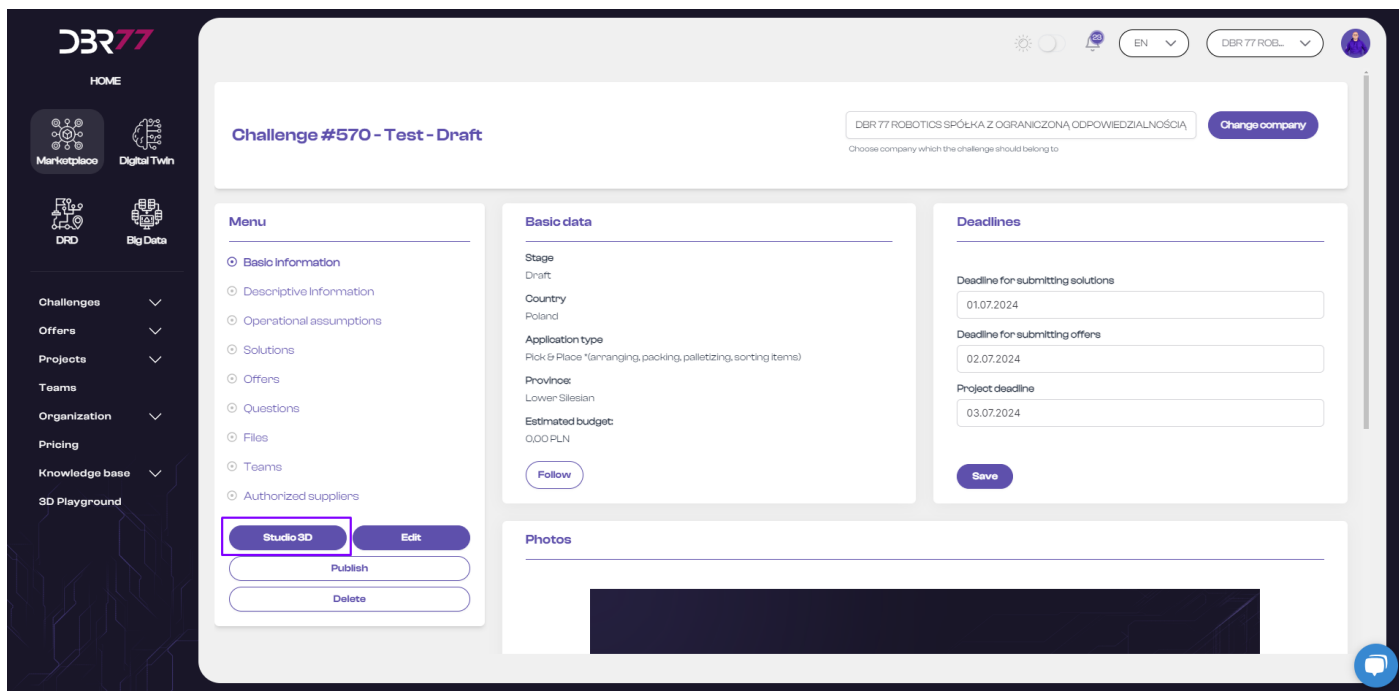 DBR77
HOME
Marketplace
Digital Twin
DRD
Big Data
Challenges
Offers
Projects
Teams
Organization
Pricing
Knowledge base
3D Playground
23
EN
DBR 77 ROB...
Challenge #570 - Test - Draft
DBR 77 ROBOTICS SPÓŁKA Z OGRANICZONĄ ODPOWIEDZIALNOŚCIĄ
Change company
Choose company which the challenge should belong to
Menu
Basic information
Descriptive Information
Operational assumptions
Solutions
Offers
Questions
Files
Teams
Authorized suppliers
Studio 3D
Edit
Publish
Delete
Basic data
Stage
Draft
Country
Poland
Application type
Pick & Place *(arranging, packing, palletizing, sorting items)
Province:
Lower Silesian
Estimated budget:
0,00 PLN
Follow
Deadlines
Deadline for submitting solutions
01.07.2024
Deadline for submitting offers
02.07.2024
Project deadline
03.07.2024
Save
Photos